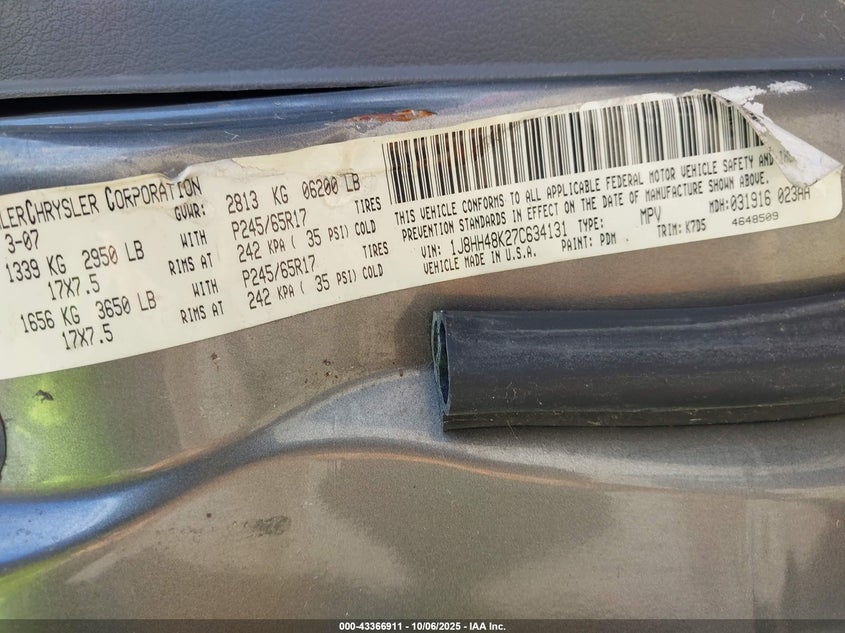 LERCHRYSLER CORPORATION
3-07 GVWR: 2813 KG 06200 LB
1339 KG 2950 LB WITH P245/65R17 TIRES
17X7.5 RIMS AT 242 KPA ( 35 PSI) COLD
1656 KG 3650 LB WITH P245/65R17 TIRES
17X7.5 RIMS AT 242 KPA ( 35 PSI) COLD
THIS VEHICLE CONFORMS TO ALL APPLICABLE FEDERAL MOTOR VEHICLE SAFETY AND THE
PREVENTION STANDARDS IN EFFECT ON THE DATE OF MANUFACTURE SHOWN ABOVE.
VIN: 1J8HH48K27C634131 TYPE: MPV MDH: 031916 023AA
VEHICLE MADE IN U.S.A. PAINT: PDM TRIM: K7D5 4648509
000-43366911 - 10/06/2025 - IAA Inc.